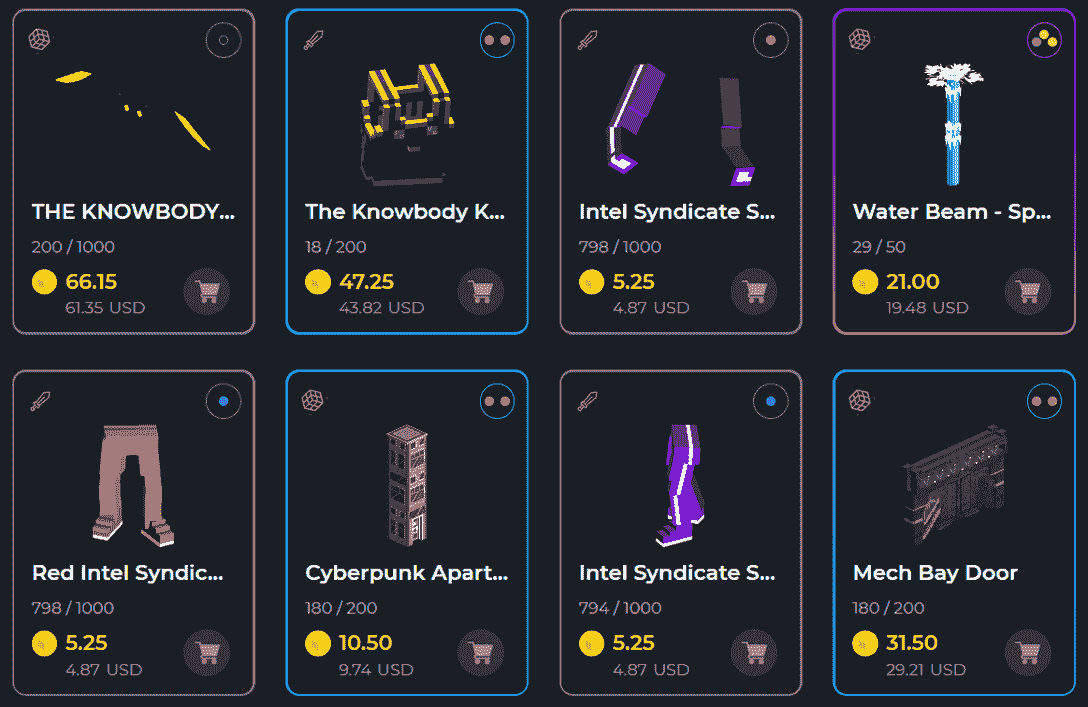 THE KNOWBODY...
200 / 1000
66.15
61.35 USD
The Knowbody K...
18 / 200
47.25
43.82 USD
Intel Syndicate S...
798 / 1000
5.25
4.87 USD
Water Beam - Sp...
29 / 50
21.00
19.48 USD
Red Intel Syndic...
798 / 1000
5.25
4.87 USD
Cyberpunk Apart...
180 / 200
10.50
9.74 USD
Intel Syndicate S...
794 / 1000
5.25
4.87 USD
Mech Bay Door
180 / 200
31.50
29.21 USD